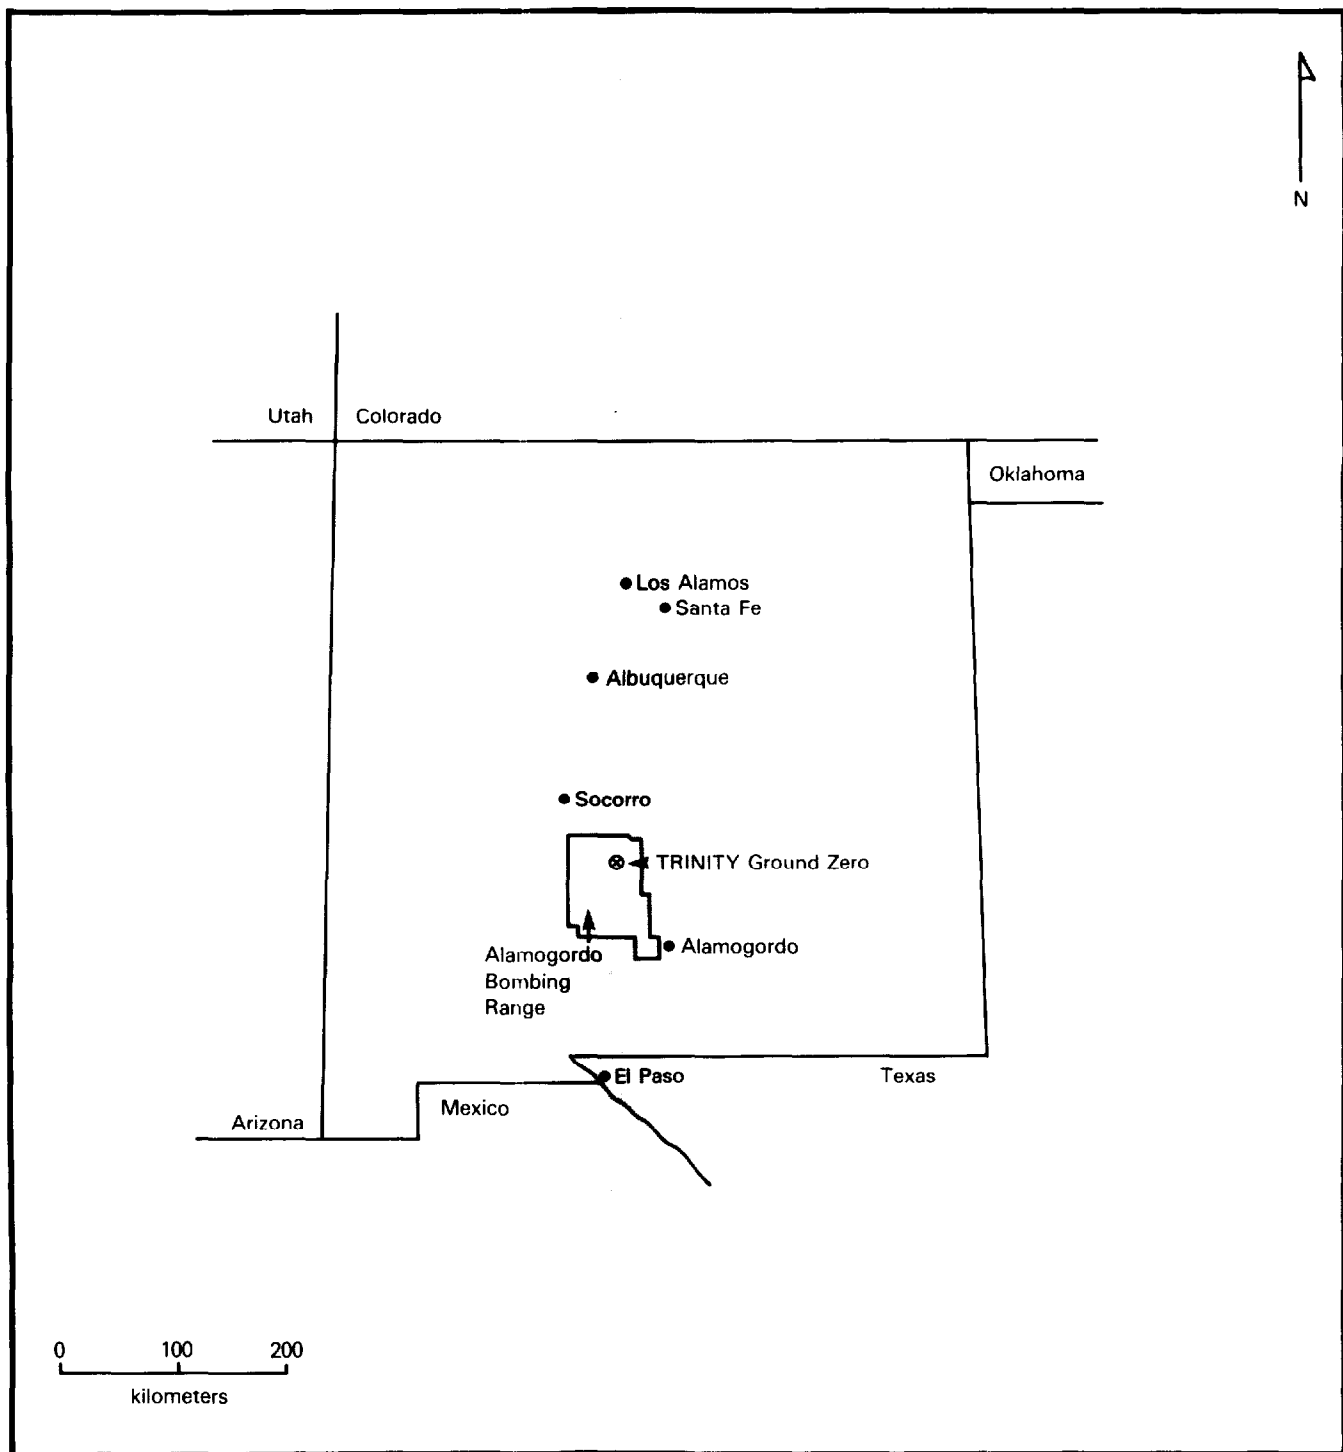 N
Utah
Colorado
Oklahoma
Los Alamos
Santa Fe
Albuquerque
Socorro
TRINITY Ground Zero
Alamogordo
Alamogordo
Bombing
Range
El Paso
Texas
Mexico
Arizona
0 100 200
kilometers